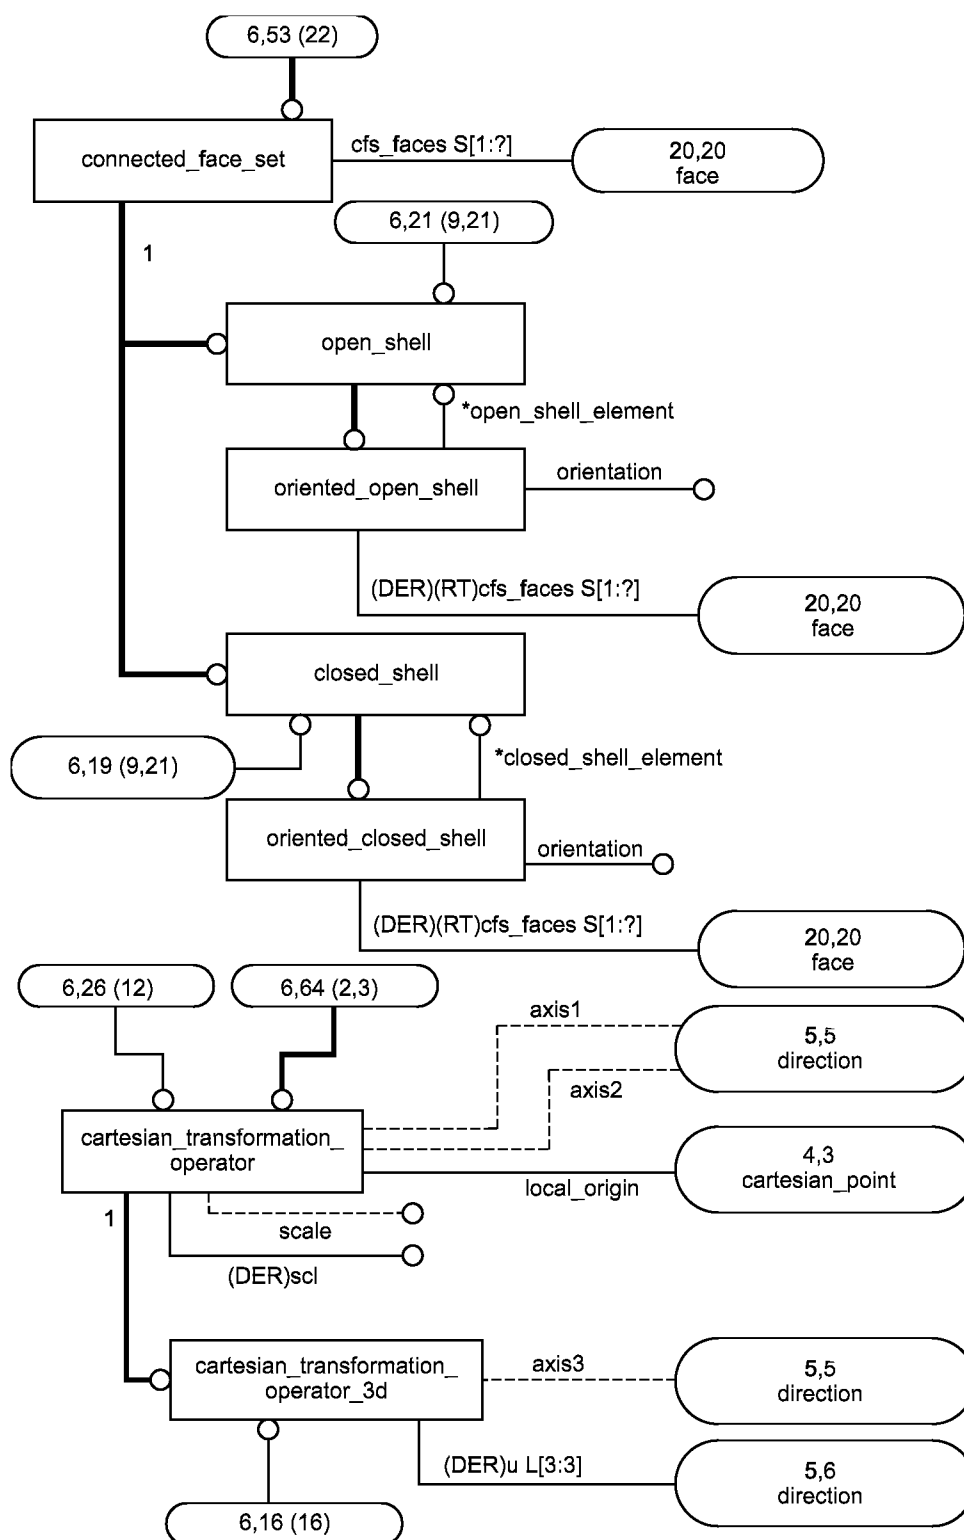 6,53 (22)
connected_face_set
cfs_faces S[1:?]
20,20
face
1
6,21 (9,21)
open_shell
*open_shell_element
oriented_open_shell
orientation
(DER)(RT)cfs_faces S[1:?]
20,20
face
closed_shell
6,19 (9,21)
*closed_shell_element
oriented_closed_shell
orientation
(DER)(RT)cfs_faces S[1:?]
20,20
face
6,26 (12)
6,64 (2,3)
axis1
5,5
direction
axis2
cartesian_transformation_
operator
4,3
cartesian_point
local_origin
1
scale
(DER)scl
cartesian_transformation_
operator_3d
axis3
5,5
direction
(DER)u L[3:3]
5,6
direction
6,16 (16)